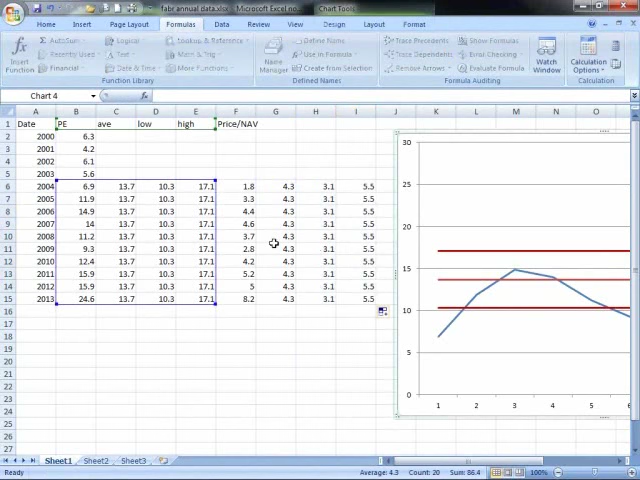 fabr annual data.xlsx - Microsoft Excel no... Chart Tools
Home Insert Page Layout Formulas Data Review View Design Layout Format
fx Insert Function
Σ AutoSum Logical Lookup & Reference
Recently Used Text Math & Trig
Financial Date & Time More Functions
Function Library
Name Manager
Define Name
Use in Formula
Create from Selection
Defined Names
Trace Precedents Show Formulas
Trace Dependents Error Checking
Remove Arrows Evaluate Formula
Formula Auditing
Watch Window
Calculation Options
Calculation
Chart 4 fx
A B C D E F G H I J K L M N O
1 Date PE ave low high Price/NAV
2 2000 6.3
3 2001 4.2
4 2002 6.1
5 2003 5.6
6 2004 6.9 13.7 10.3 17.1 1.8 4.3 3.1 5.5
7 2005 11.9 13.7 10.3 17.1 3.3 4.3 3.1 5.5
8 2006 14.9 13.7 10.3 17.1 4.4 4.3 3.1 5.5
9 2007 14 13.7 10.3 17.1 4.6 4.3 3.1 5.5
10 2008 11.2 13.7 10.3 17.1 3.7 4.3 3.1 5.5
11 2009 9.3 13.7 10.3 17.1 2.8 4.3 3.1 5.5
12 2010 12.4 13.7 10.3 17.1 4.2 4.3 3.1 5.5
13 2011 15.9 13.7 10.3 17.1 5.2 4.3 3.1 5.5
14 2012 15.9 13.7 10.3 17.1 5 4.3 3.1 5.5
15 2013 24.6 13.7 10.3 17.1 8.2 4.3 3.1 5.5
16
17
18
19
20
21
22
23
24
25
26
27
30
25
20
15
10
5
0
1 2 3 4 5 6
Sheet1 Sheet2 Sheet3
Ready Average: 4.3 Count: 20 Sum: 86.4 100%